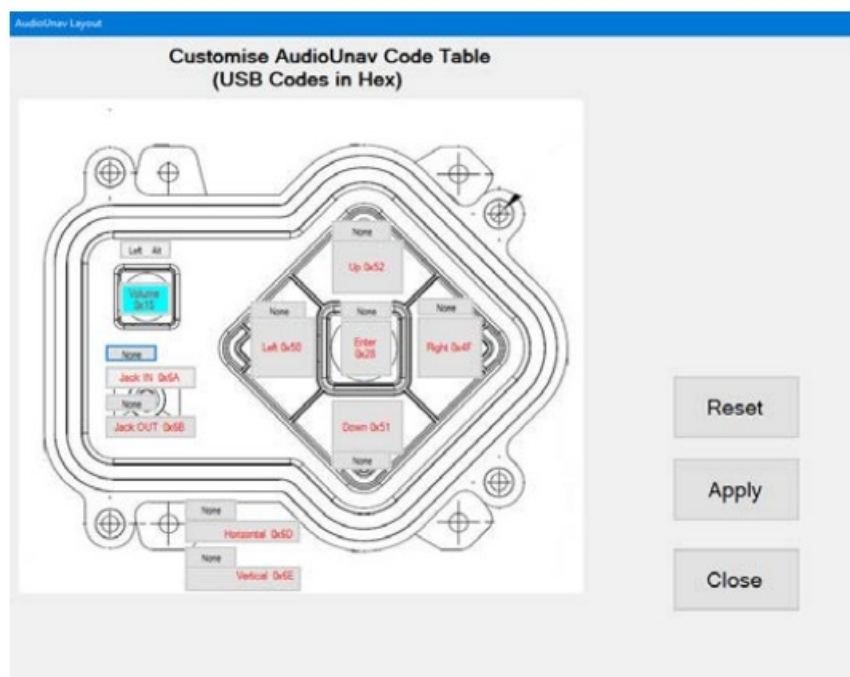 AudioUnav Layout
Customise AudioUnav Code Table
(USB Codes in Hex)
None
Left Alt
Up 0x52
Volume
0x15
None
None
None
Left 0x50
Enter
0x28
Right 0x4F
None
Jack IN 0x6A
None
Jack OUT 0x6B
Down 0x51
None
None
Horizontal 0x6D
None
Vertical 0x6E
Reset
Apply
Close